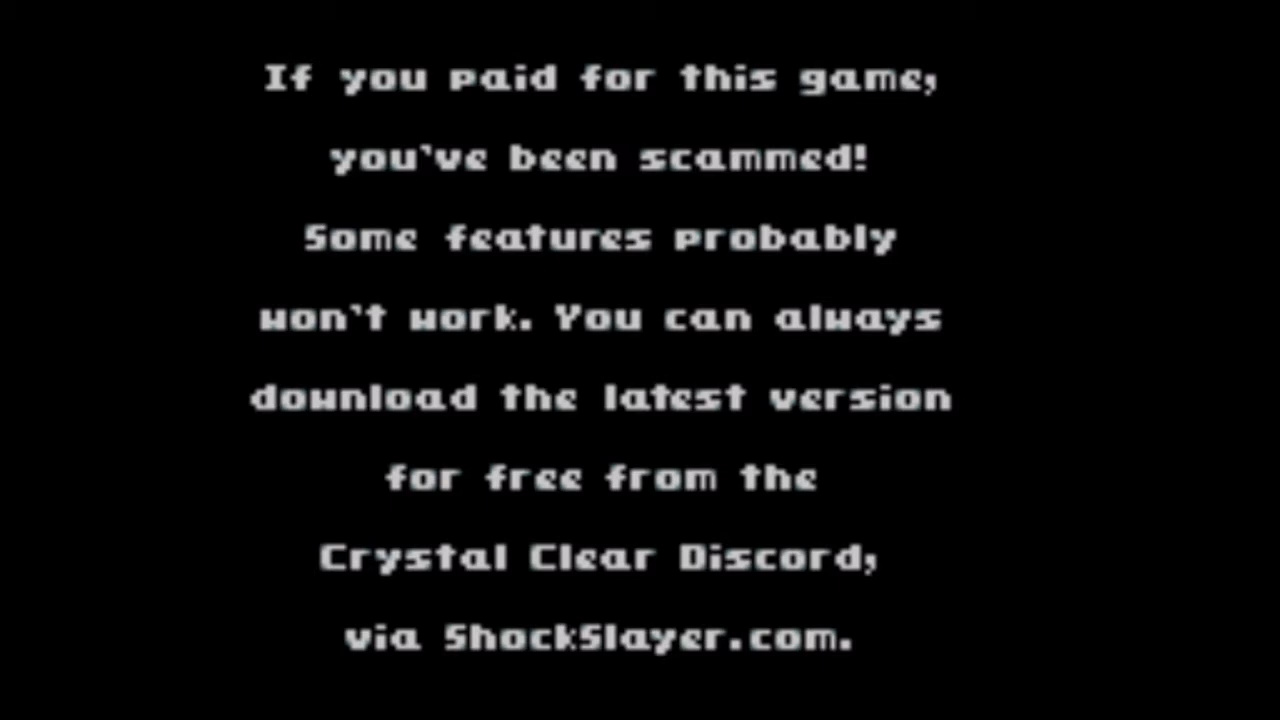 If you paid for this game,
you've been scammed!
Some features probably
won't work. You can always
download the latest version
for free from the
Crystal Clear Discord,
via ShockSlayer.com.